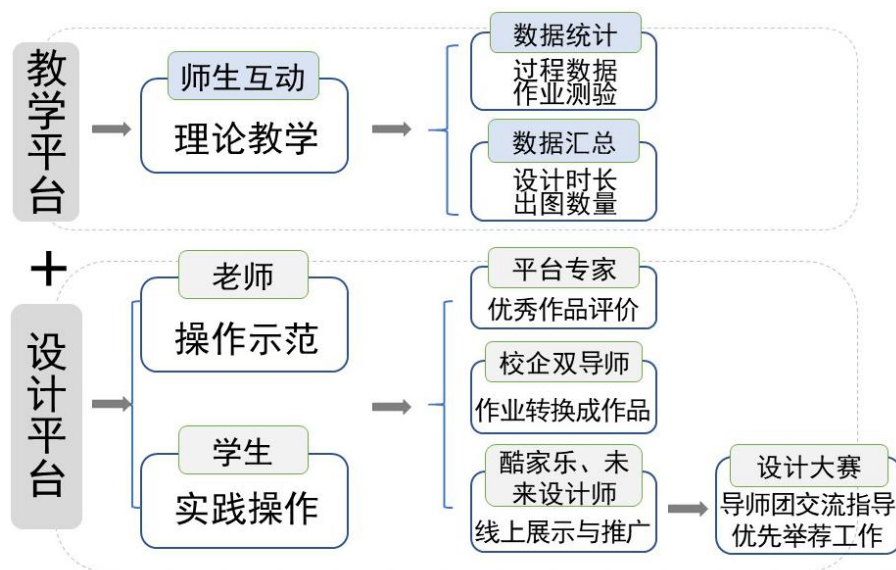 教学平台
师生互动
理论教学
数据统计
过程数据
作业测验
数据汇总
设计时长
出图数量
+
设计平台
老师
操作示范
学生
实践操作
平台专家
优秀作品评价
校企双导师
作业转换成作品
酷家乐、未
来设计师
线上展示与推广
设计大赛
导师团交流指导
优先举荐工作